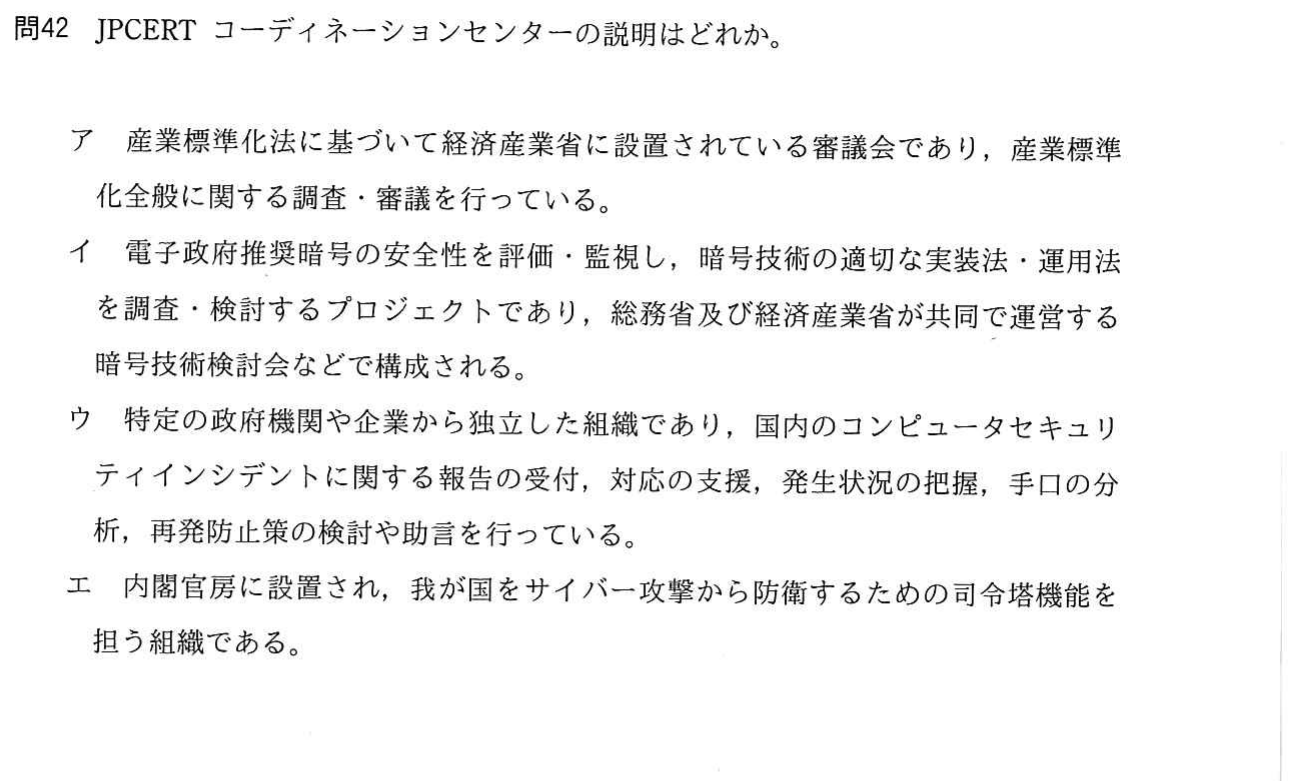 問42 JPCERT コーディネーションセンターの説明はどれか。
ア 産業標準化法に基づいて経済産業省に設置されている審議会であり，産業標準
化全般に関する調査・審議を行っている。
イ 電子政府推奨暗号の安全性を評価・監視し，暗号技術の適切な実装法・運用法
を調査・検討するプロジェクトであり，総務省及び経済産業省が共同で運営する
暗号技術検討会などで構成される。
ウ 特定の政府機関や企業から独立した組織であり，国内のコンピュータセキュリ
ティインシデントに関する報告の受付，対応の支援，発生状況の把握，手口の分
析，再発防止策の検討や助言を行っている。
エ 内閣官房に設置され，我が国をサイバー攻撃から防衛するための司令塔機能を
担う組織である。